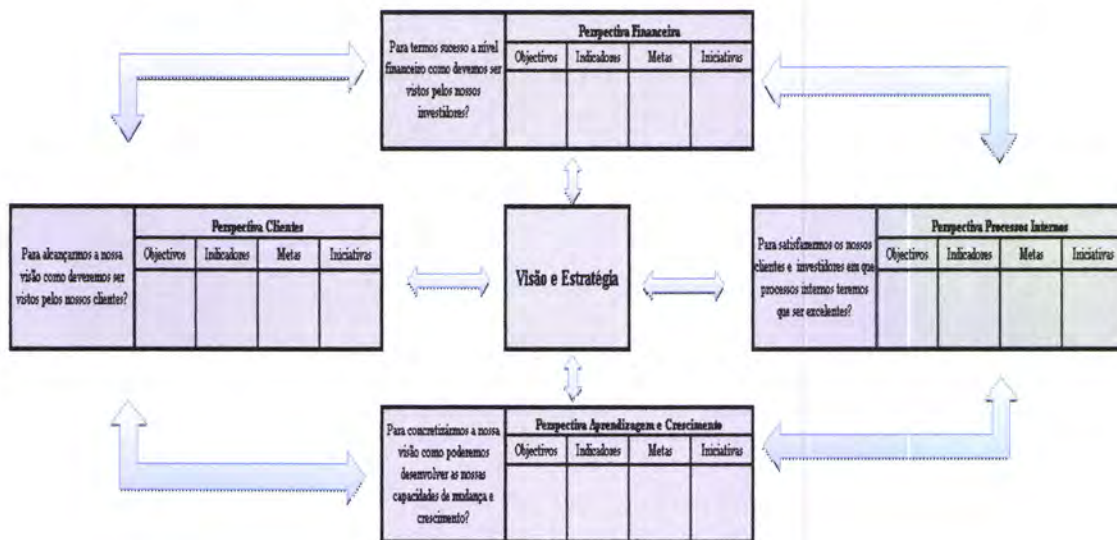 Para termos sucesso a nível
financeiro como devemos ser
vistos pelos nossos
investidores?
Perspectiva Financeira
Objectivos Indicadores Metas Iniciativas
Para alcançarmos a nossa
visão como deveremos ser
vistos pelos nossos clientes?
Perspectiva Clientes
Objectivos Indicadores Metas Iniciativas
Visão e Estratégia
Para satisfazermos os nossos
clientes e investidores em que
processos internos teremos
que ser excelentes?
Perspectiva Processos Internos
Objectivos Indicadores Metas Iniciativas
Para concretizármos a nossa
visão como poderemos
desenvolver as nossas
capacidades de mudança e
crescimento?
Perspectiva Aprendizagem e Crescimento
Objectivos Indicadores Metas Iniciativas